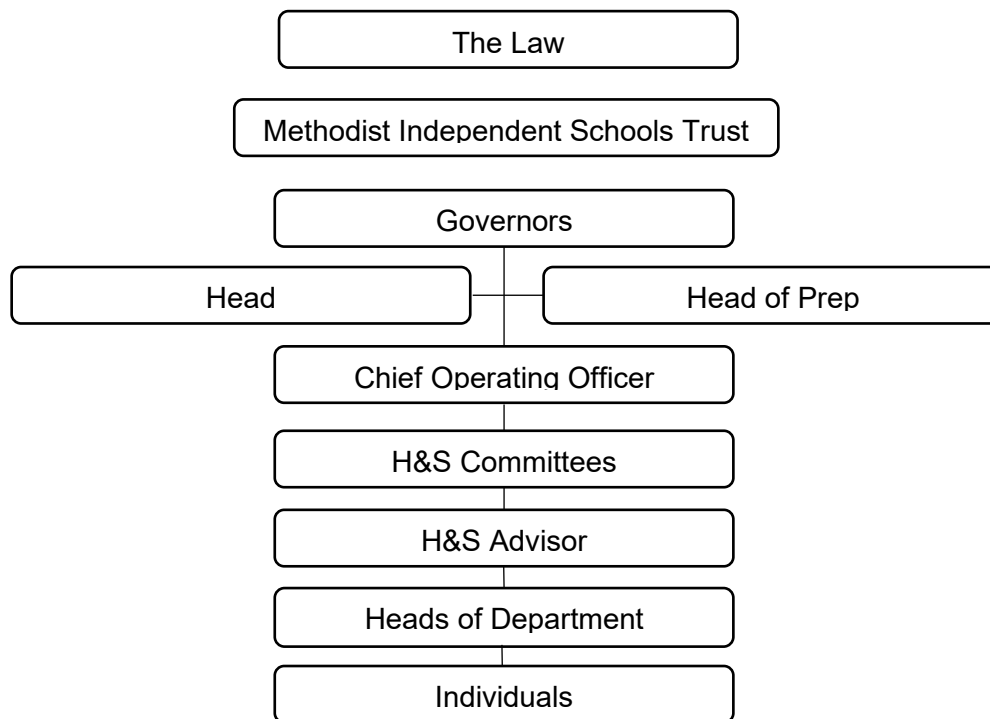 The Law
Methodist Independent Schools Trust
Governors
Head
Head of Prep
Chief Operating Officer
H&S Committees
H&S Advisor
Heads of Department
Individuals